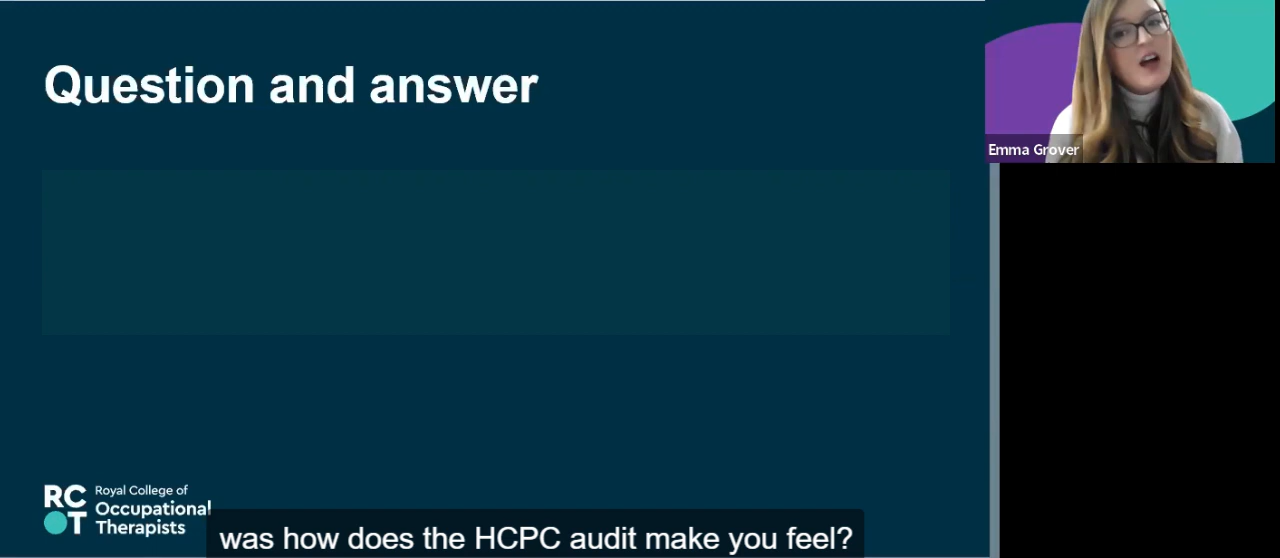 Question and answer
Emma Grover
RC
OT
Royal College of
Occupational
Therapists
was how does the HCPC audit make you feel?